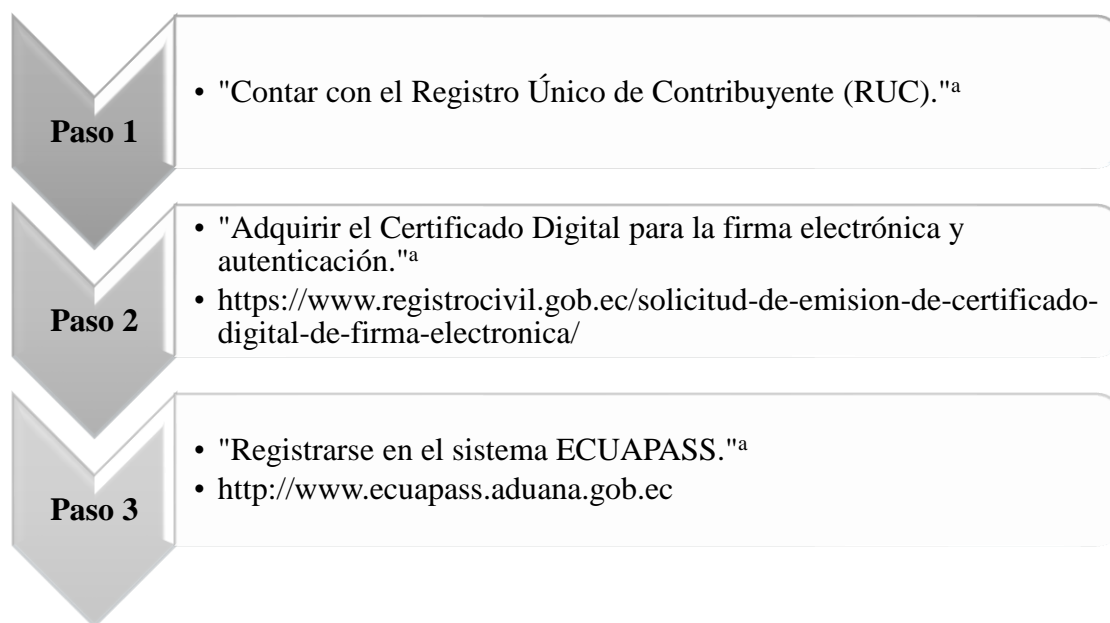 Paso 1
• "Contar con el Registro Único de Contribuyente (RUC)."ª
Paso 2
• "Adquirir el Certificado Digital para la firma electrónica y
autenticación."ª
• https://www.registrocivil.gob.ec/solicitud-de-emision-de-certificado-
digital-de-firma-electronica/
Paso 3
• "Registrarse en el sistema ECUAPASS."ª
• http://www.ecuapass.aduana.gob.ec